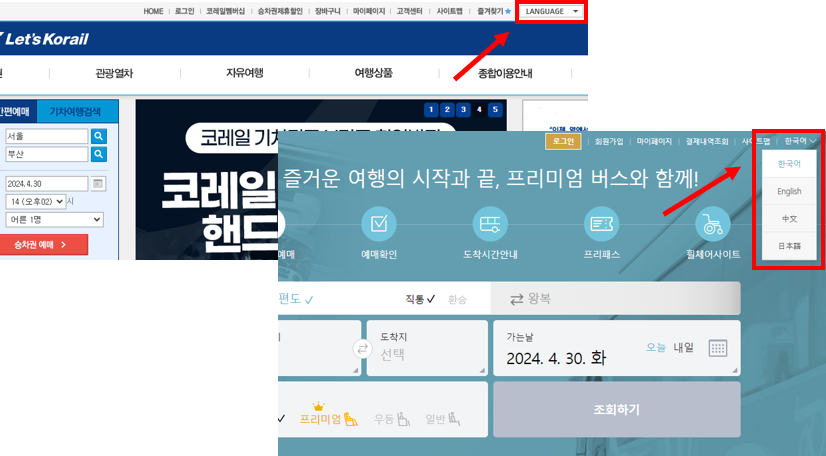 HOME 로그인 코레일멤버십 승차권제휴할인 장바구니 마이페이지 고객센터 사이트맵 즐겨찾기★ LANGUAGE
Let's Korail
관광열차 자유여행 여행상품 종합이용안내
간편예매 기차여행검색
1 2 3 4 5
서울
부산
코레일
2024.4.30
14 (오후02) 시
코레일
어른 1명
핸드
승차권 예매 >
로그인 회원가입 마이페이지 결제내역조회 사이트맵 한국어
한국어
English
中文
日本語
즐거운 여행의 시작과 끝, 프리미엄 버스와 함께!
예매 예매확인 도착시간안내 프리패스 휠체어사이트
편도 직통 환승 왕복
도착지
선택
가는날
2024. 4. 30. 화
오늘 내일
프리미엄 우등 일반
조회하기